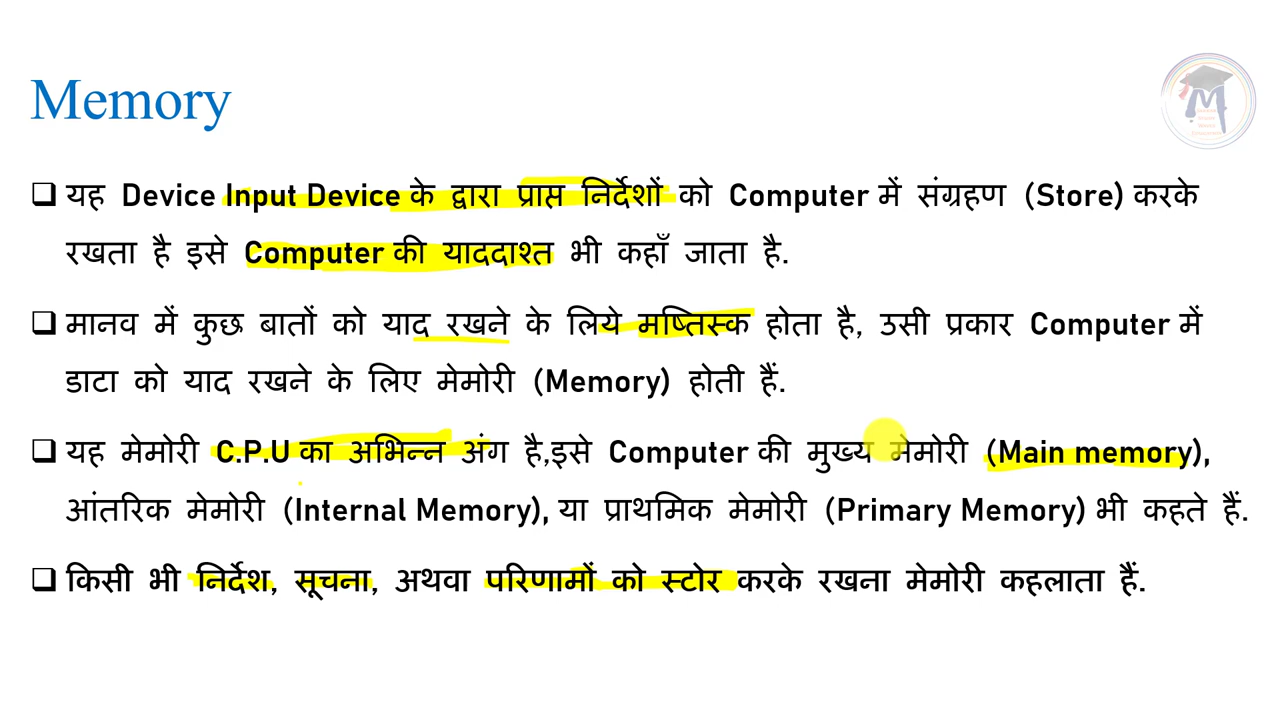 Memory
❑ यह Device Input Device के द्वारा प्राप्त निर्देशों को Computer में संग्रहण (Store) करके
रखता है इसे Computer की याददाश्त भी कहाँ जाता है.
❑ मानव में कुछ बातों को याद रखने के लिये मष्तिस्क होता है, उसी प्रकार Computer में
डाटा को याद रखने के लिए मेमोरी (Memory) होती हैं.
❑ यह मेमोरी C.P.U का अभिन्न अंग है,इसे Computer की मुख्य मेमोरी (Main memory),
आंतरिक मेमोरी (Internal Memory), या प्राथमिक मेमोरी (Primary Memory) भी कहते हैं.
❑ किसी भी निर्देश, सूचना, अथवा परिणामों को स्टोर करके रखना मेमोरी कहलाता हैं.